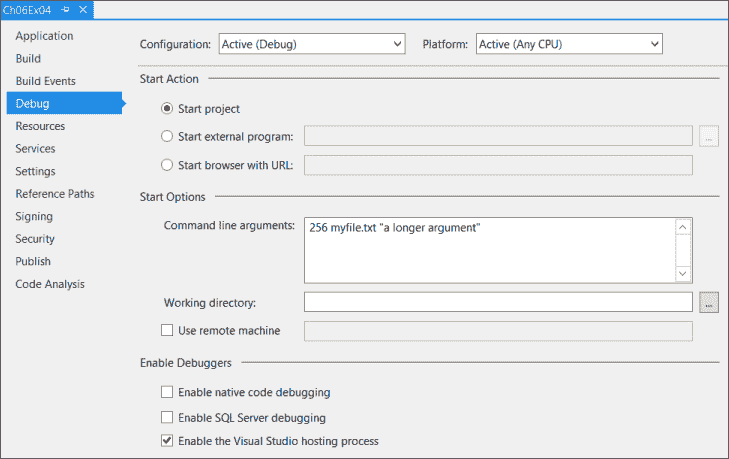 Ch06Ex04
Application
Build
Build Events
Debug
Resources
Services
Settings
Reference Paths
Signing
Security
Publish
Code Analysis
Configuration: Active (Debug) Platform: Active (Any CPU)
Start Action
Start project
Start external program: ...
Start browser with URL:
Start Options
Command line arguments: 256 myfile.txt "a longer argument"
Working directory: ...
Use remote machine
Enable Debuggers
Enable native code debugging
Enable SQL Server debugging
Enable the Visual Studio hosting process